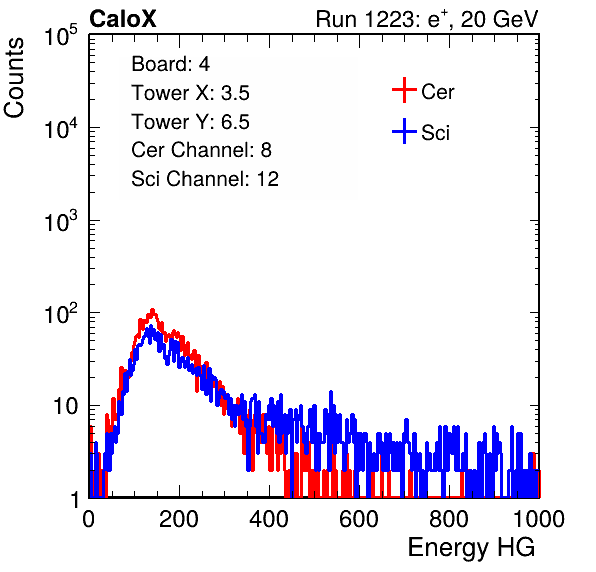 CaloX Run 1223: e⁺, 20 GeV
Counts
Board: 4
Tower X: 3.5
Tower Y: 6.5
Cer Channel: 8
Sci Channel: 12
Cer
Sci
10⁵
10⁴
10³
10²
10
1
0 200 400 600 800 1000
Energy HG